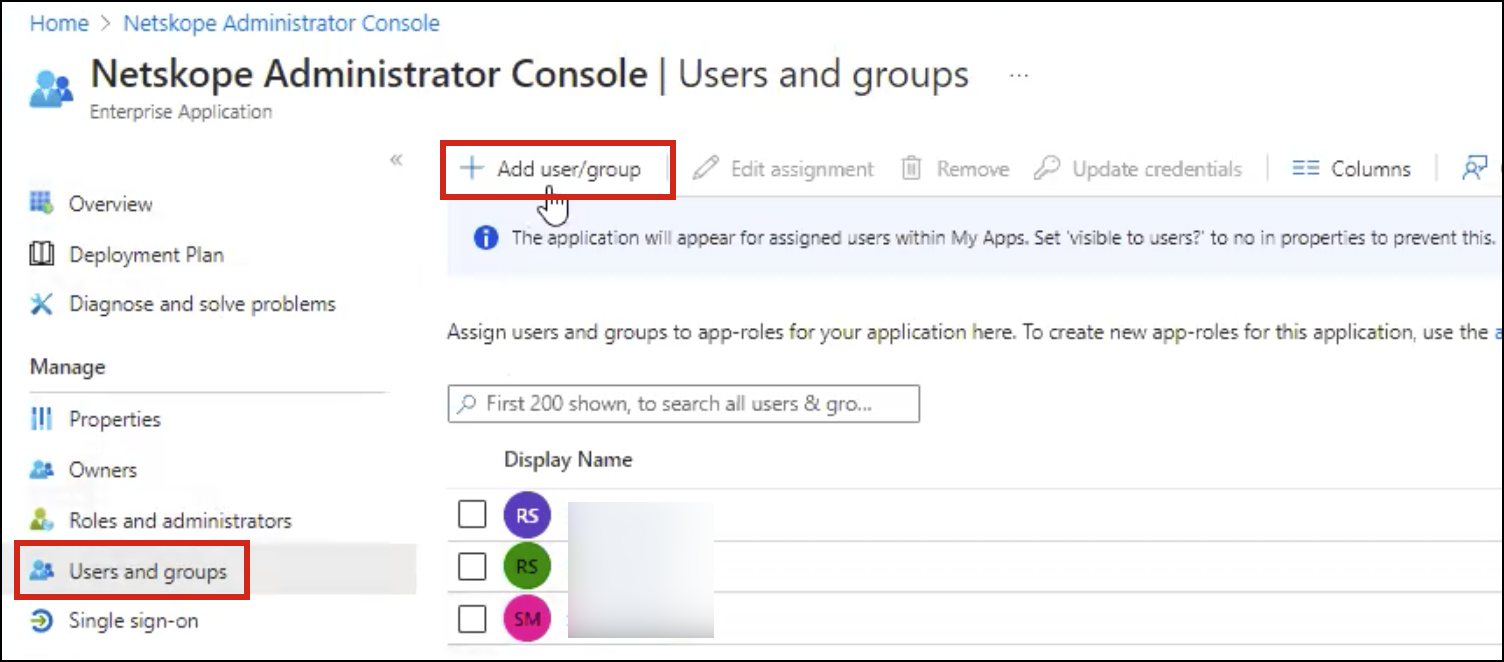 Home > Netskope Administrator Console
Netskope Administrator Console | Users and groups ...
Enterprise Application
«
Add user/group Edit assignment Remove Update credentials Columns
The application will appear for assigned users within My Apps. Set 'visible to users?' to no in properties to prevent this.
Overview
Deployment Plan
Diagnose and solve problems
Manage
Properties
Owners
Roles and administrators
Users and groups
Single sign-on
Assign users and groups to app-roles for your application here. To create new app-roles for this application, use the
First 200 shown, to search all users & gro...
Display Name
RS
RS
SM